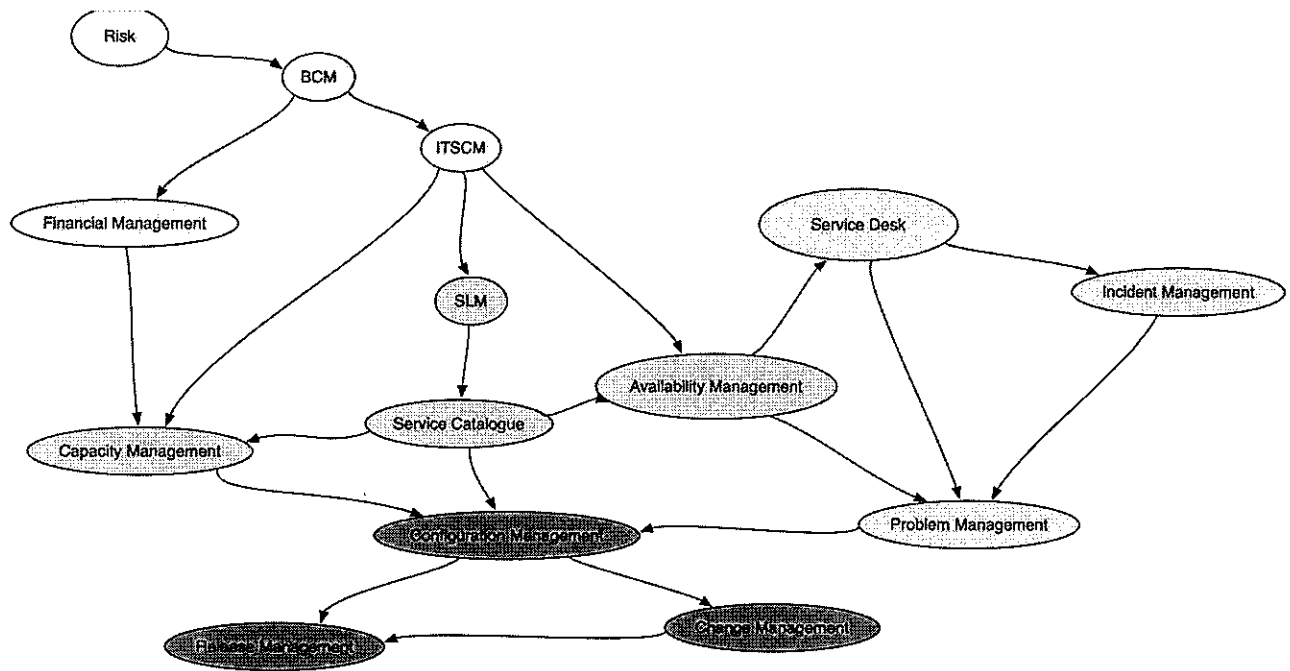 Risk
BCM
ITSCM
Financial Management
Service Desk
SLM
Incident Management
Availability Management
Service Catalogue
Capacity Management
Problem Management
Configuration Management
Change Management
Release Management